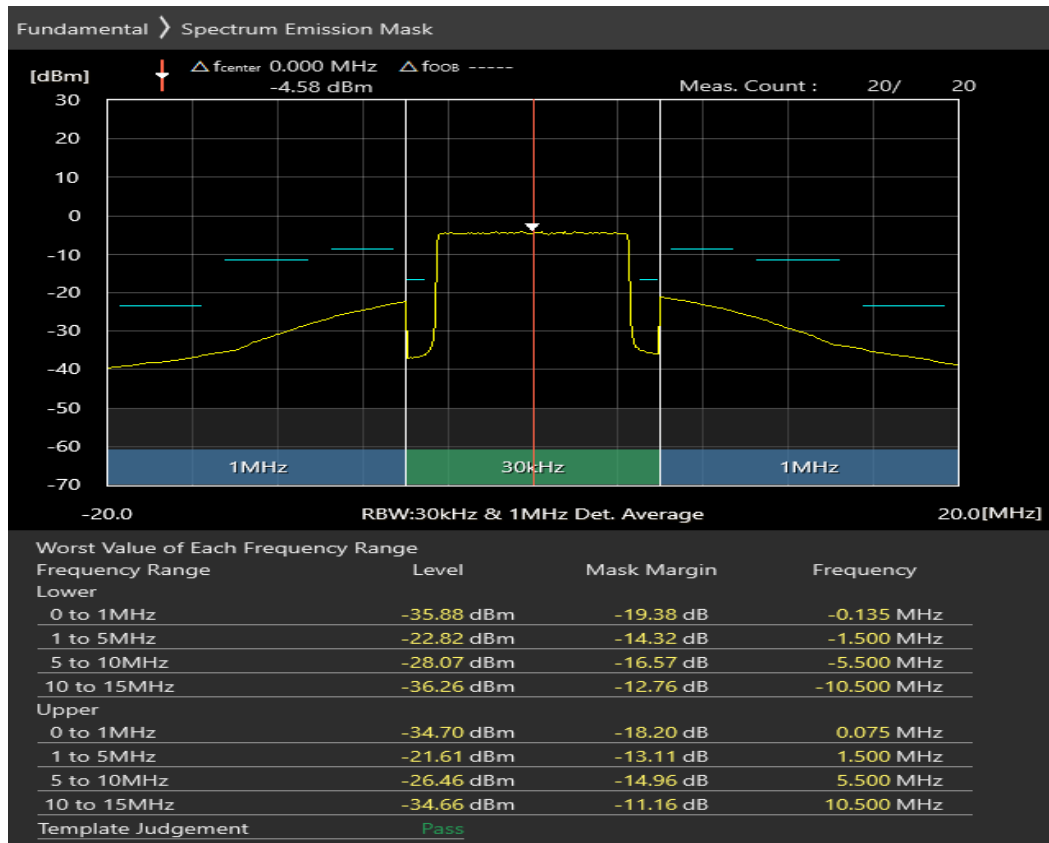 Fundamental ❯ Spectrum Emission Mask
[dBm] △ fcenter 0.000 MHz △ fOOB -----
-4.58 dBm Meas. Count : 20/ 20
30
20
10
0
-10
-20
-30
-40
-50
-60
1MHz 30kHz 1MHz
-70
-20.0 RBW:30kHz & 1MHz Det. Average 20.0[MHz]
Worst Value of Each Frequency Range
Frequency Range Level Mask Margin Frequency
Lower
0 to 1MHz -35.88 dBm -19.38 dB -0.135 MHz
1 to 5MHz -22.82 dBm -14.32 dB -1.500 MHz
5 to 10MHz -28.07 dBm -16.57 dB -5.500 MHz
10 to 15MHz -36.26 dBm -12.76 dB -10.500 MHz
Upper
0 to 1MHz -34.70 dBm -18.20 dB 0.075 MHz
1 to 5MHz -21.61 dBm -13.11 dB 1.500 MHz
5 to 10MHz -26.46 dBm -14.96 dB 5.500 MHz
10 to 15MHz -34.66 dBm -11.16 dB 10.500 MHz
Template Judgement Pass